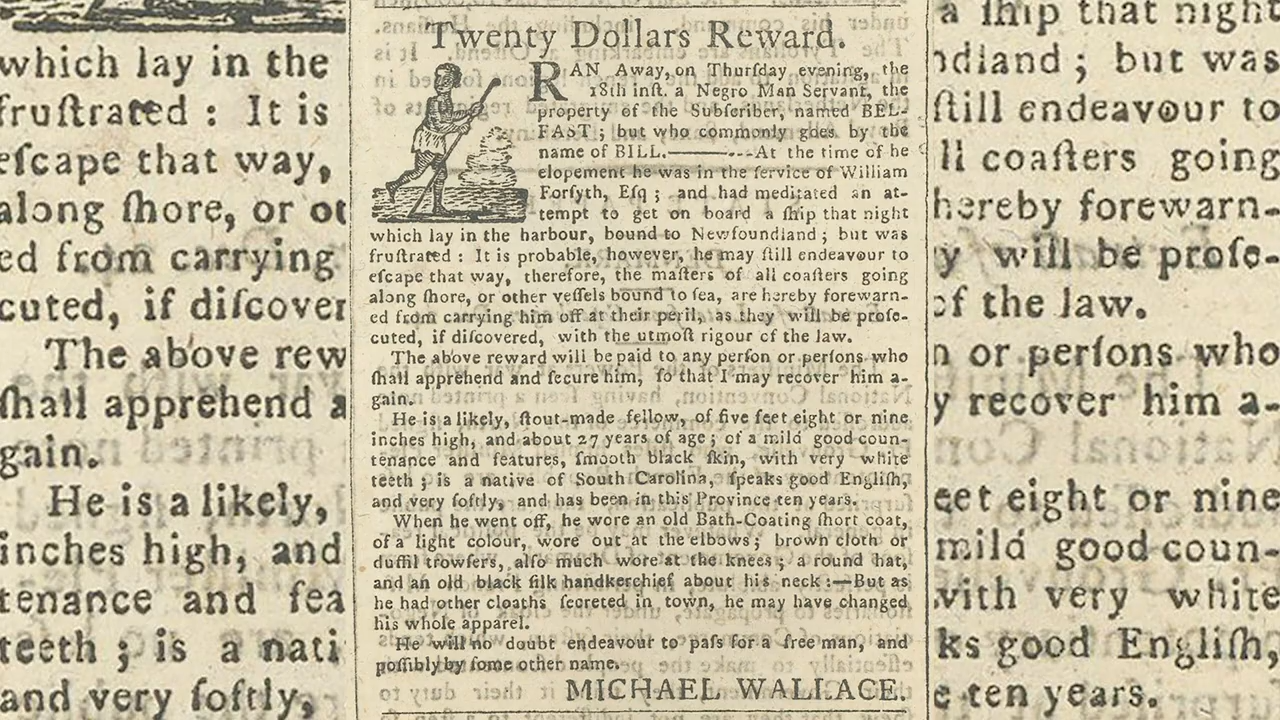 Twenty Dollars Reward.
RAN Away, on Thurſday evening, the
18th inſt. a Negro Man Servant, the
property of the Subſcriber, named BEL-
FAST ; but who commonly goes by the
name of BILL.———---At the time of he
elopement he was in the ſervice of William
Forſyth, Eſq ; and had meditated an at-
tempt to get on board a ſhip that night
which lay in the harbour, bound to Newfoundland ; but was
fruſtrated : It is probable, however, he may ſtill endeavour to
eſcape that way, therefore, the maſters of all coaſters going
along ſhore, or other veſſels bound to ſea, are hereby forewarn-
ed from carrying him off at their peril, as they will be proſe-
cuted, if diſcovered, with the utmoſt rigour of the law.
The above reward will be paid to any perſon or perſons who
ſhall apprehend and ſecure him, ſo that I may recover him a-
gain.
He is a likely, ſtout-made fellow, of five feet eight or nine
inches high, and about 27 years of age ; of a mild good coun-
tenance and features, ſmooth black ſkin, with very white
teeth ; is a native of South Carolina, ſpeaks good Engliſh,
and very ſoftly, and has been in this Province ten years.
When he went off, he wore an old Bath-Coating ſhort coat,
of a light colour, wore out at the elbows ; brown cloth or
duffil trowſers, alſo much wore at the knees ; a round hat,
and an old black ſilk handkerchief about his neck :—But as
he had other cloaths ſecreted in town, he may have changed
his whole apparel.
He will no doubt endeavour to paſs for a free man, and
poſſibly by ſome other name.
MICHAEL WALLACE.
which lay in the
fruſtrated : It is
eſcape that way,
along ſhore, or ot
ed from carrying
cuted, if diſcover
The above rew
ſhall apprehend a
gain.
He is a likely,
inches high, and
tenance and fea
teeth ; is a nati
and very ſoftly,
a ſhip that night
ndland ; but was
ſtill endeavour to
ll coaſters going
hereby forewarn-
y will be proſe-
of the law.
n or perſons who
y recover him a-
eet eight or nine
mild good coun-
with very white
ks good Engliſh,
e ten years.